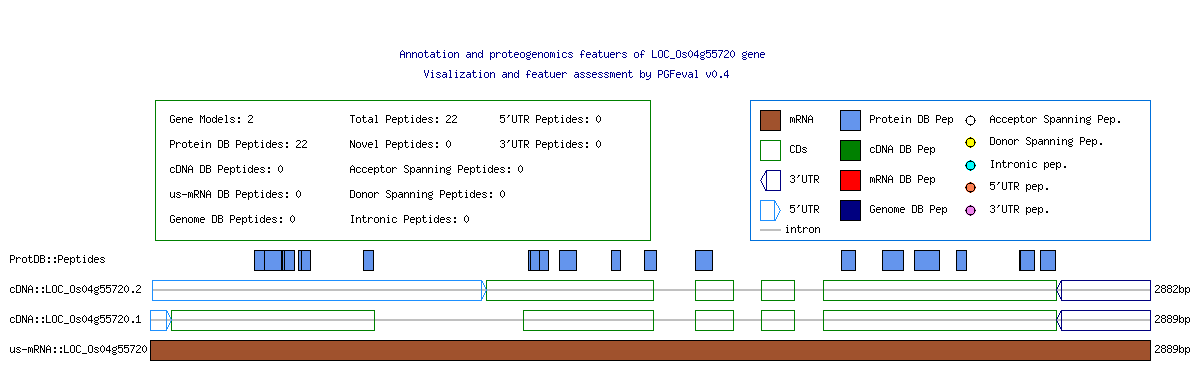 Annotation and proteogenomics featuers of LOC_Os04g55720 gene
Visalization and featuer assessment by PGFeval v0.4
Gene Models: 2 Total Peptides: 22 5'UTR Peptides: 0
Protein DB Peptides: 22 Novel Peptides: 0 3'UTR Peptides: 0
cDNA DB Peptides: 0 Acceptor Spanning Peptides: 0
us-mRNA DB Peptides: 0 Donor Spanning Peptides: 0
Genome DB Peptides: 0 Intronic Peptides: 0
mRNA Protein DB Pep Acceptor Spanning Pep.
CDs cDNA DB Pep Donor Spanning Pep.
3'UTR mRNA DB Pep Intronic pep.
5'UTR Genome DB Pep 5'UTR pep.
intron 3'UTR pep.
ProtDB::Peptides
cDNA::LOC_Os04g55720.2 2882bp
cDNA::LOC_Os04g55720.1 2889bp
us-mRNA::LOC_Os04g55720 2889bp